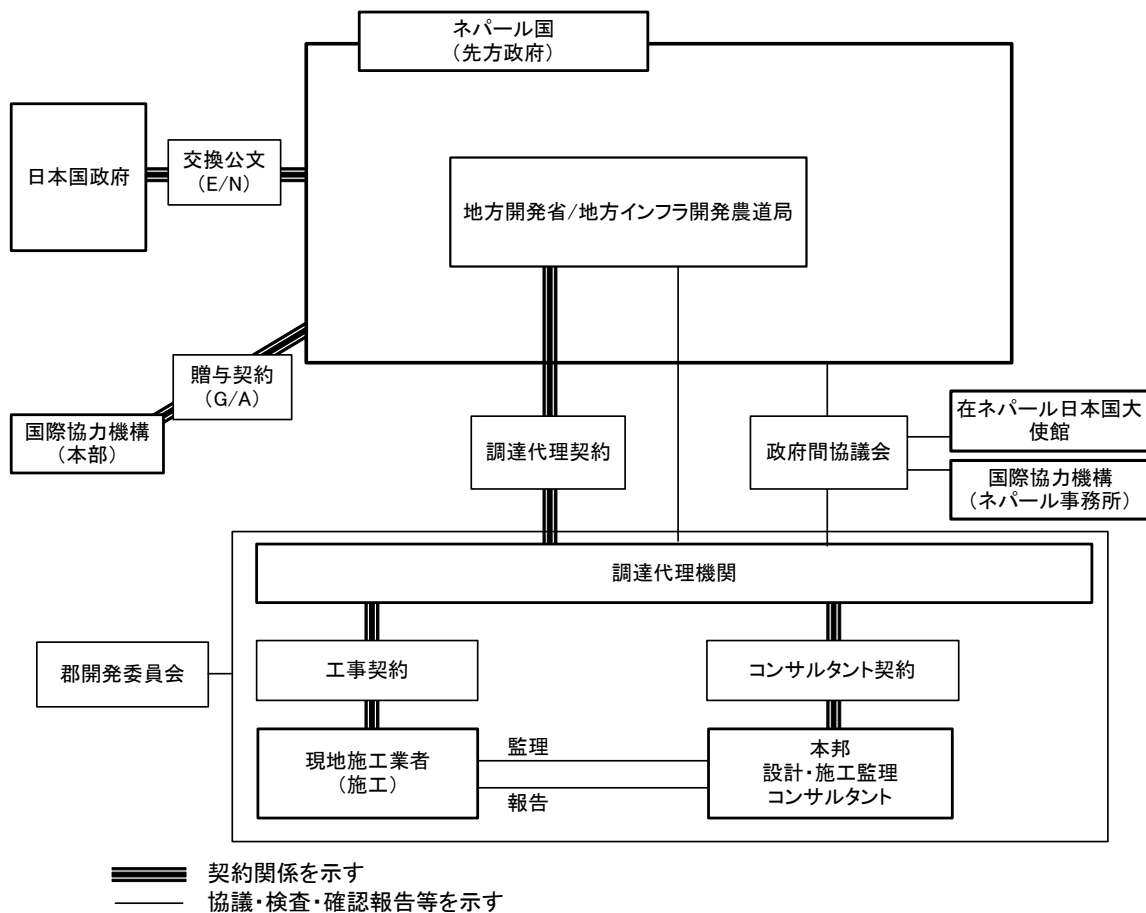 ネパール国
（先方政府）
日本国政府
交換公文
（E/N）
地方開発省/地方インフラ開発農道局
贈与契約
（G/A）
国際協力機構
（本部）
調達代理契約
政府間協議会
在ネパール日本国大
使館
国際協力機構
（ネパール事務所）
調達代理機関
郡開発委員会
工事契約
コンサルタント契約
現地施工業者
（施工）
監理
報告
本邦
設計・施工監理
コンサルタント
契約関係を示す
協議・検査・確認報告等を示す